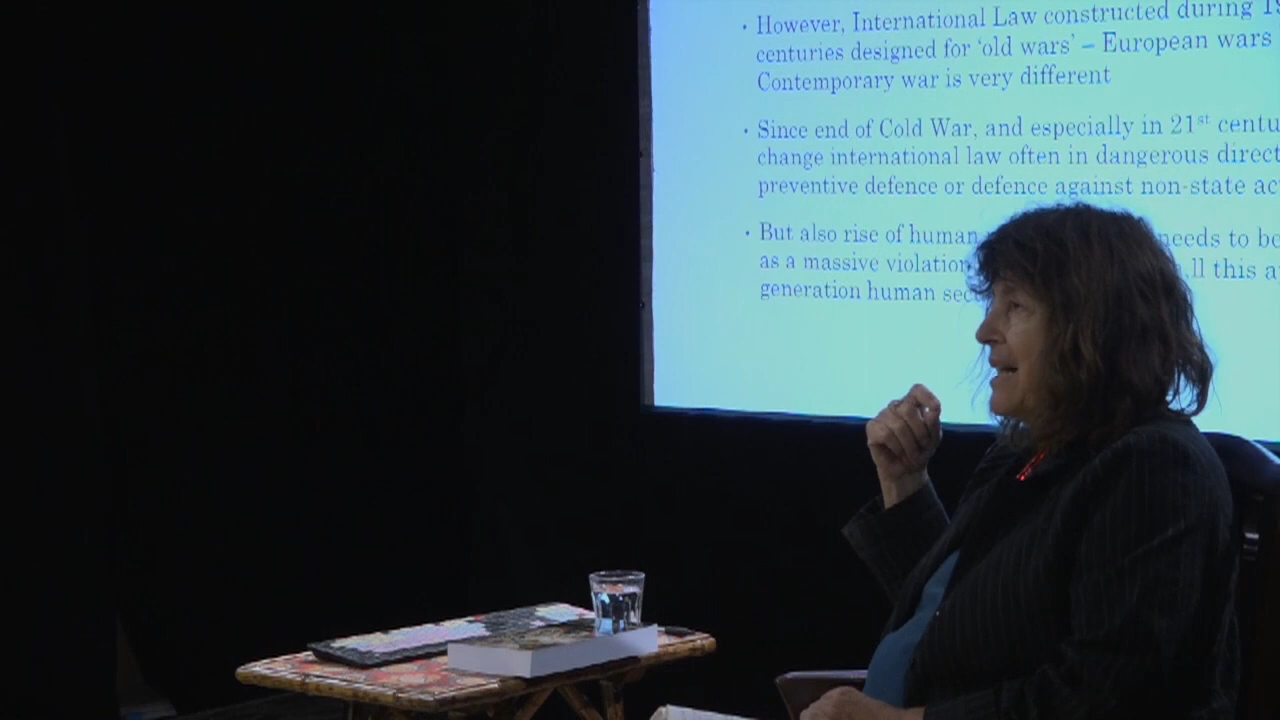 • However, International Law constructed during 19
centuries designed for ‘old wars’ – European wars
Contemporary war is very different
• Since end of Cold War, and especially in 21st centu
change international law often in dangerous direct
preventive defence or defence against non-state ac
• But also rise of human needs to be
as a massive violation ll this a
generation human sec